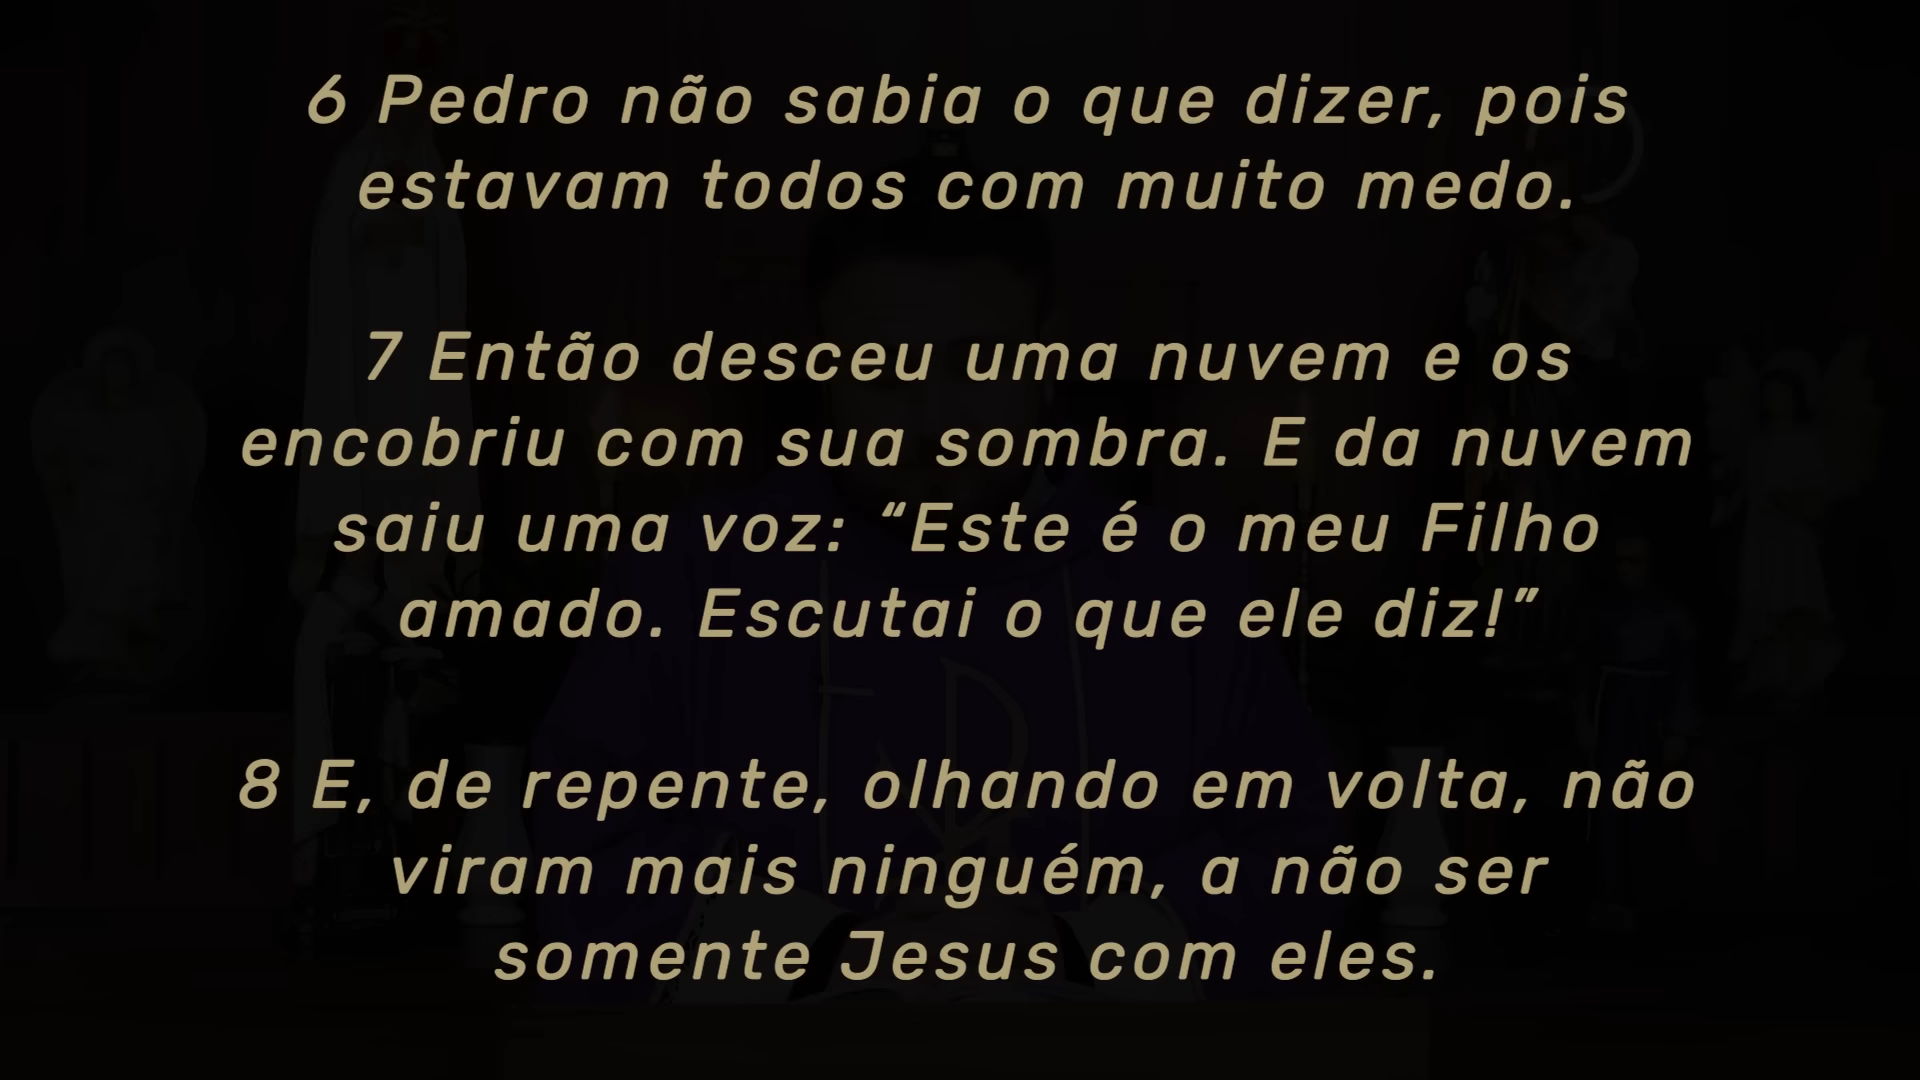 6 Pedro não sabia o que dizer, pois
estavam todos com muito medo.
7 Então desceu uma nuvem e os
encobriu com sua sombra. E da nuvem
saiu uma voz: “Este é o meu Filho
amado. Escutai o que ele diz!”
8 E, de repente, olhando em volta, não
viram mais ninguém, a não ser
somente Jesus com eles.